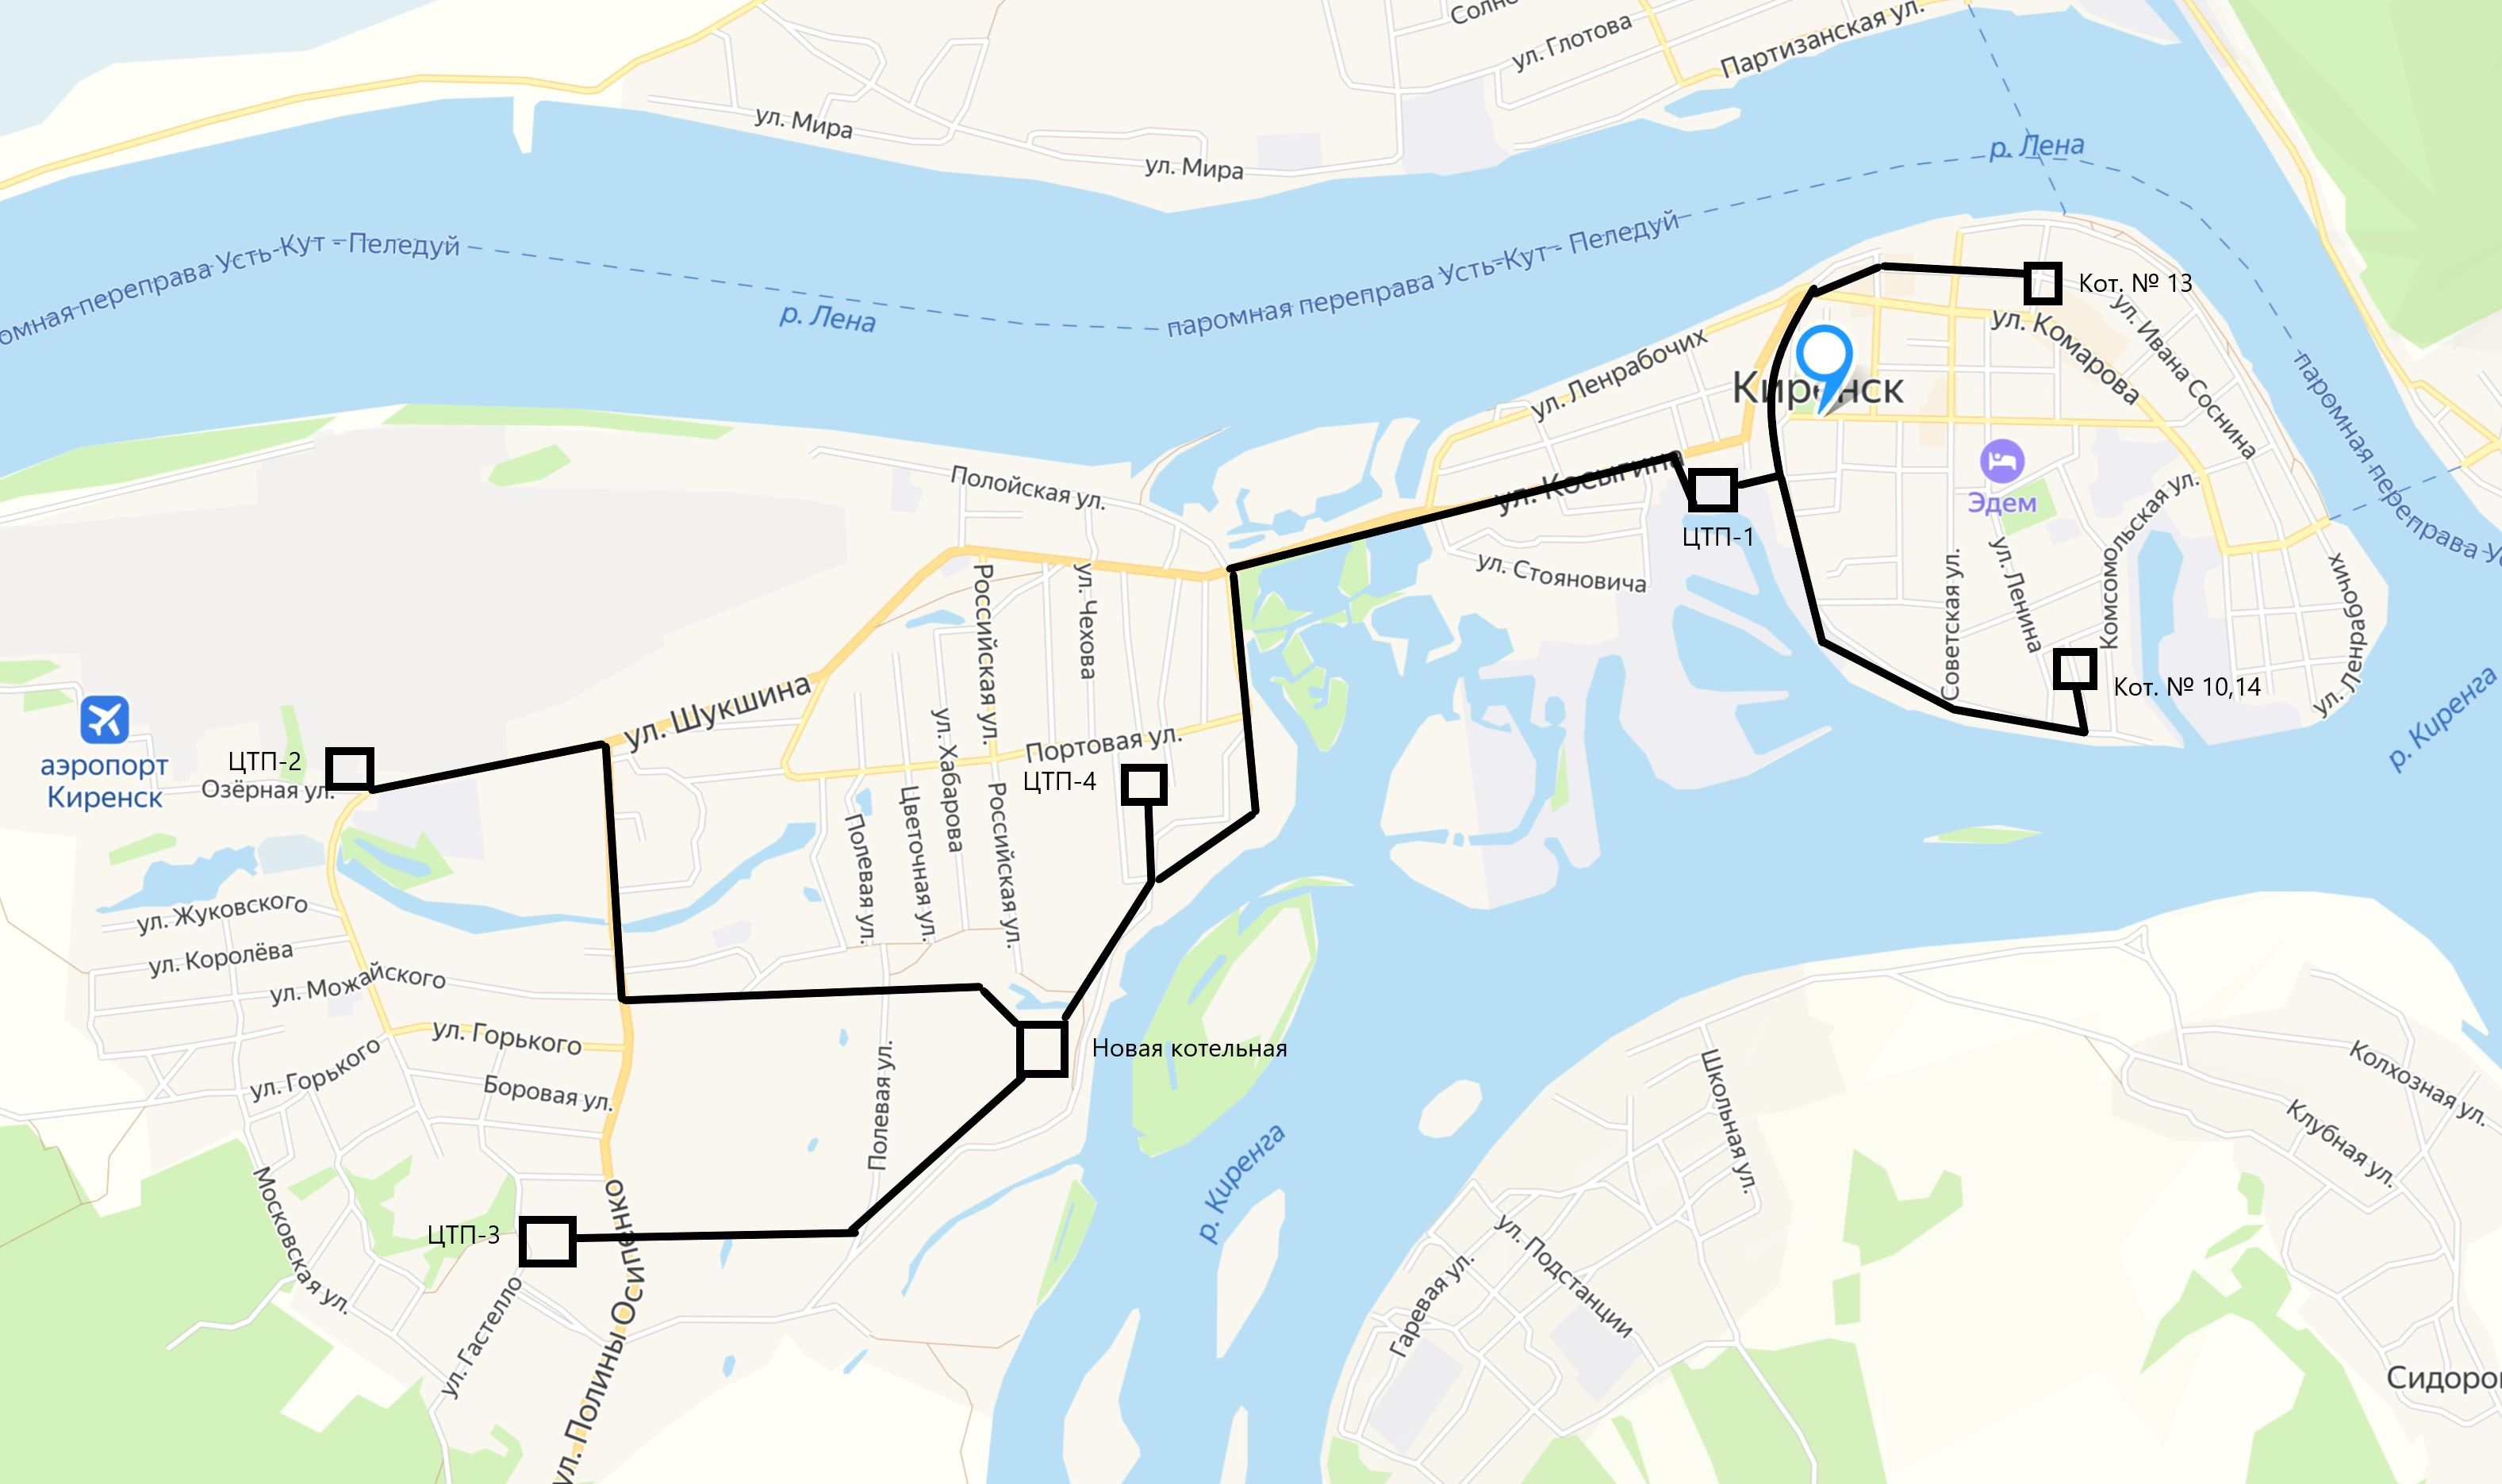 ул. Глотова
Партизанская ул.
ул. Мира
ул. Мира
р. Лена
паромная переправа Усть-Кут - Пеледуй
переправа Усть-Кут - Пеледуй
р. Лена
Кот. № 13
ул. Ивана Соснина
ул. Комарова
ул. Ленрабочих
Киренск
паромная переправа
Эдем
ул. Косыгина
ЦТП-1
ул. Стояновича
Полойская ул.
Российская ул.
ул. Чехова
Советская ул.
ул. Ленина
Комсомольская ул.
ул. Ленрабочих
Кот. № 10,14
р. Киренга
аэропорт
Киренск
ЦТП-2
Озёрная ул.
ул. Шукшина
Портовая ул.
ЦТП-4
ул. Хабарова
Цветочная ул.
Полевая ул.
Российская ул.
ул. Жуковского
ул. Королёва
ул. Можайского
ул. Горького
ул. Горького
Боровая ул.
Новая котельная
Полевая ул.
р. Киренга
Школьная ул.
Колхозная ул.
Клубная ул.
Московская ул.
ЦТП-3
ул. Гастелло
ул. Полины Осипенко
ул. Подстанции
Гаревая ул.